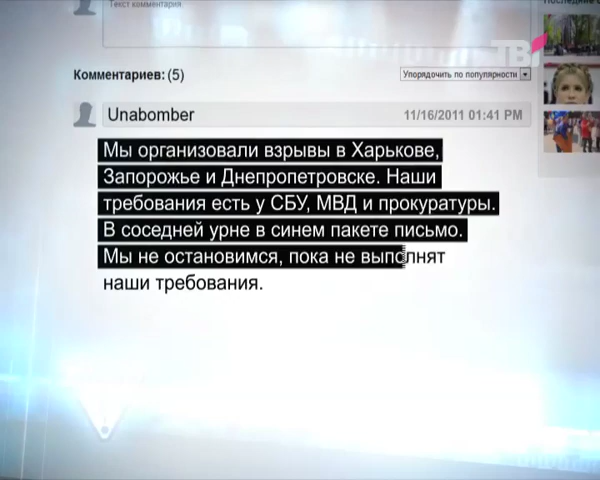 Текст комментария
ТВі
Комментариев: (5)
Упорядочить по популярности
Unabomber
11/16/2011 01:41 PM
Мы организовали взрывы в Харькове,
Запорожье и Днепропетровске. Наши
требования есть у СБУ, МВД и прокуратуры.
В соседней урне в синем пакете письмо.
Мы не остановимся, пока не выполнят
наши требования.